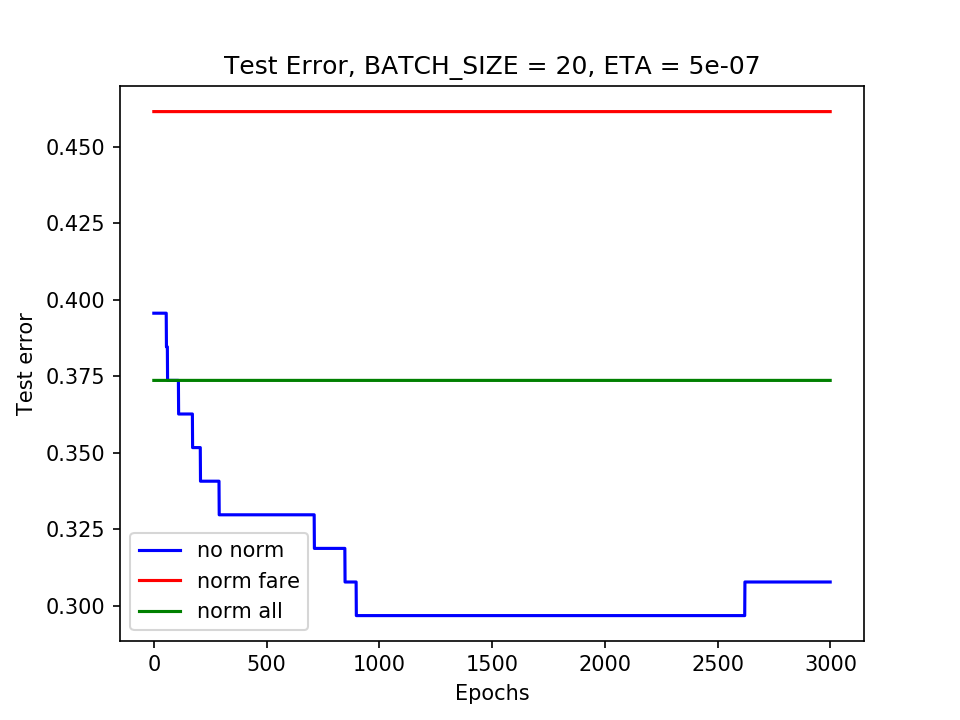 Test Error, BATCH_SIZE = 20, ETA = 5e-07
Test error
0.450
0.425
0.400
0.375
0.350
0.325
0.300
no norm
norm fare
norm all
0 500 1000 1500 2000 2500 3000
Epochs